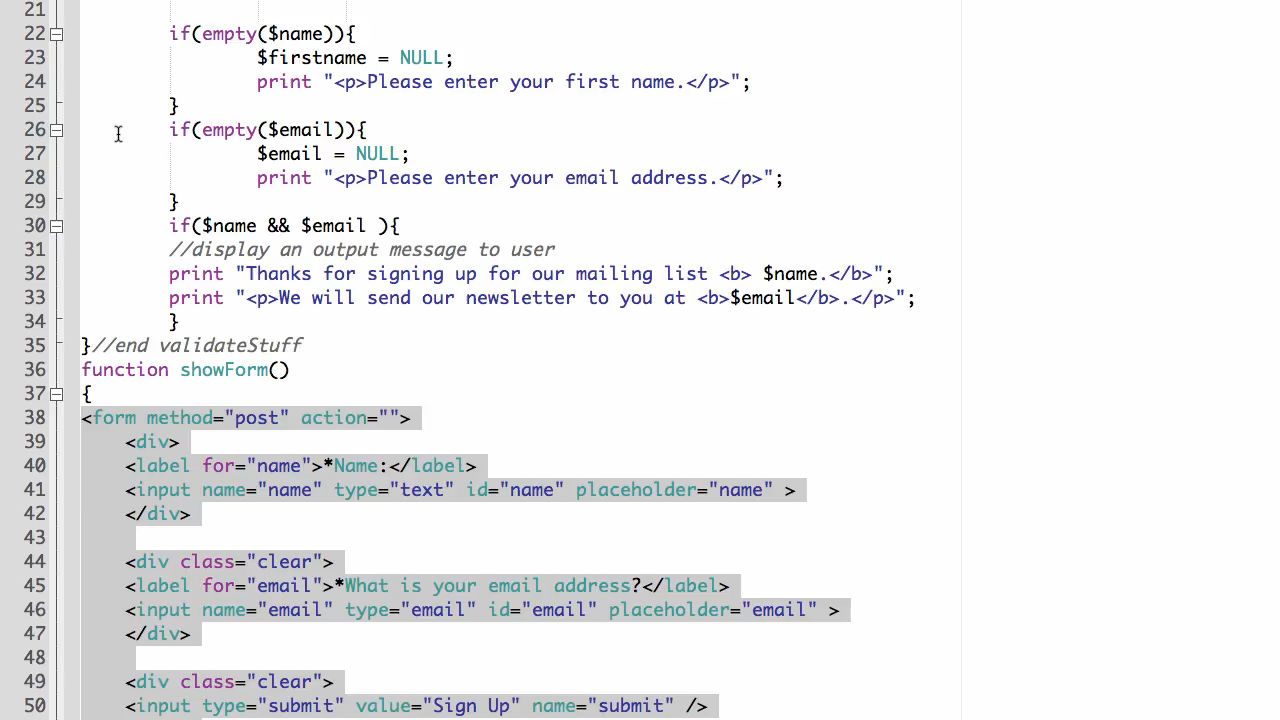 21
22 if(empty($name)){
23 $firstname = NULL;
24 print "<p>Please enter your first name.</p>";
25 }
26 if(empty($email)){
27 $email = NULL;
28 print "<p>Please enter your email address.</p>";
29 }
30 if($name && $email ){
31 //display an output message to user
32 print "Thanks for signing up for our mailing list <b> $name.</b>";
33 print "<p>We will send our newsletter to you at <b>$email</b>.</p>";
34 }
35 }//end validateStuff
36 function showForm()
37 {
38 <form method="post" action="">
39 <div>
40 <label for="name">*Name:</label>
41 <input name="name" type="text" id="name" placeholder="name" >
42 </div>
43
44 <div class="clear">
45 <label for="email">*What is your email address?</label>
46 <input name="email" type="email" id="email" placeholder="email" >
47 </div>
48
49 <div class="clear">
50 <input type="submit" value="Sign Up" name="submit" />